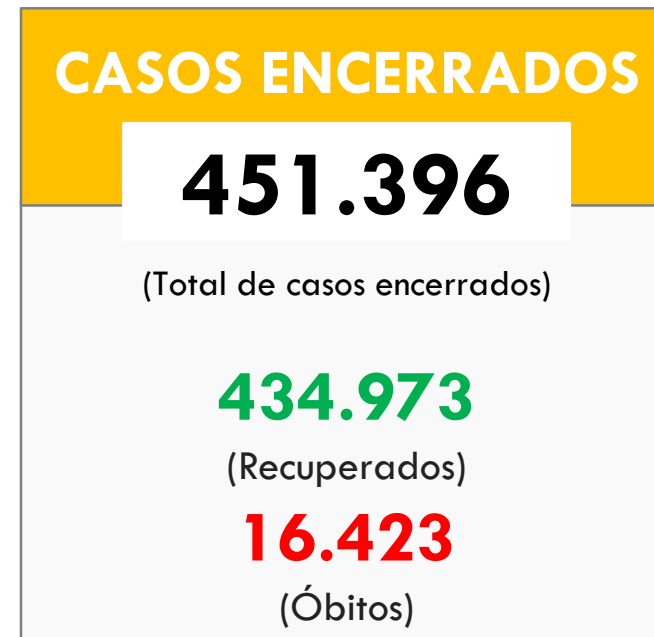 CASOS ENCERRADOS
451.396
(Total de casos encerrados)
434.973
(Recuperados)
16.423
(Óbitos)